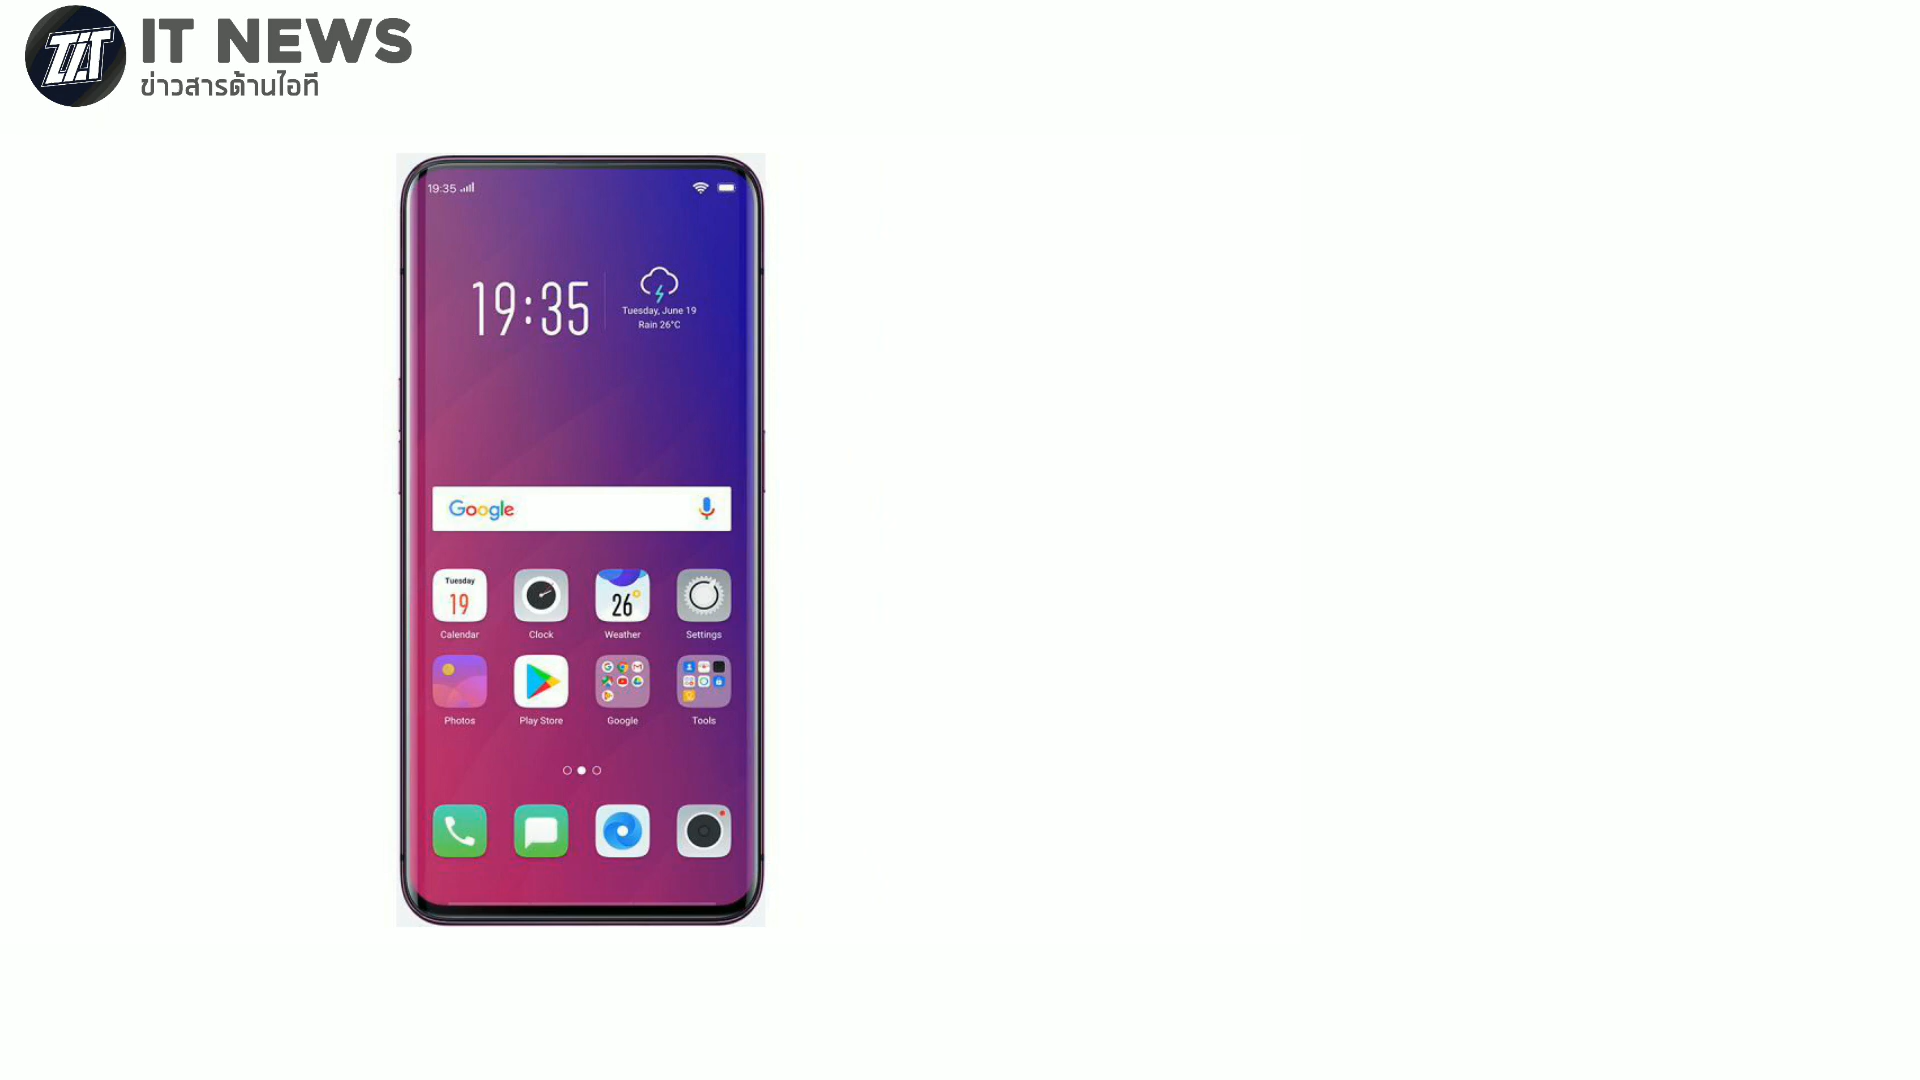 ZIAT
IT NEWS
ข่าวสารด้านไอที
19:35
19:35
Tuesday, June 19
Rain 26°C
Google
Tuesday
19
26°
Calendar
Clock
Weather
Settings
Photos
Play Store
Google
Tools